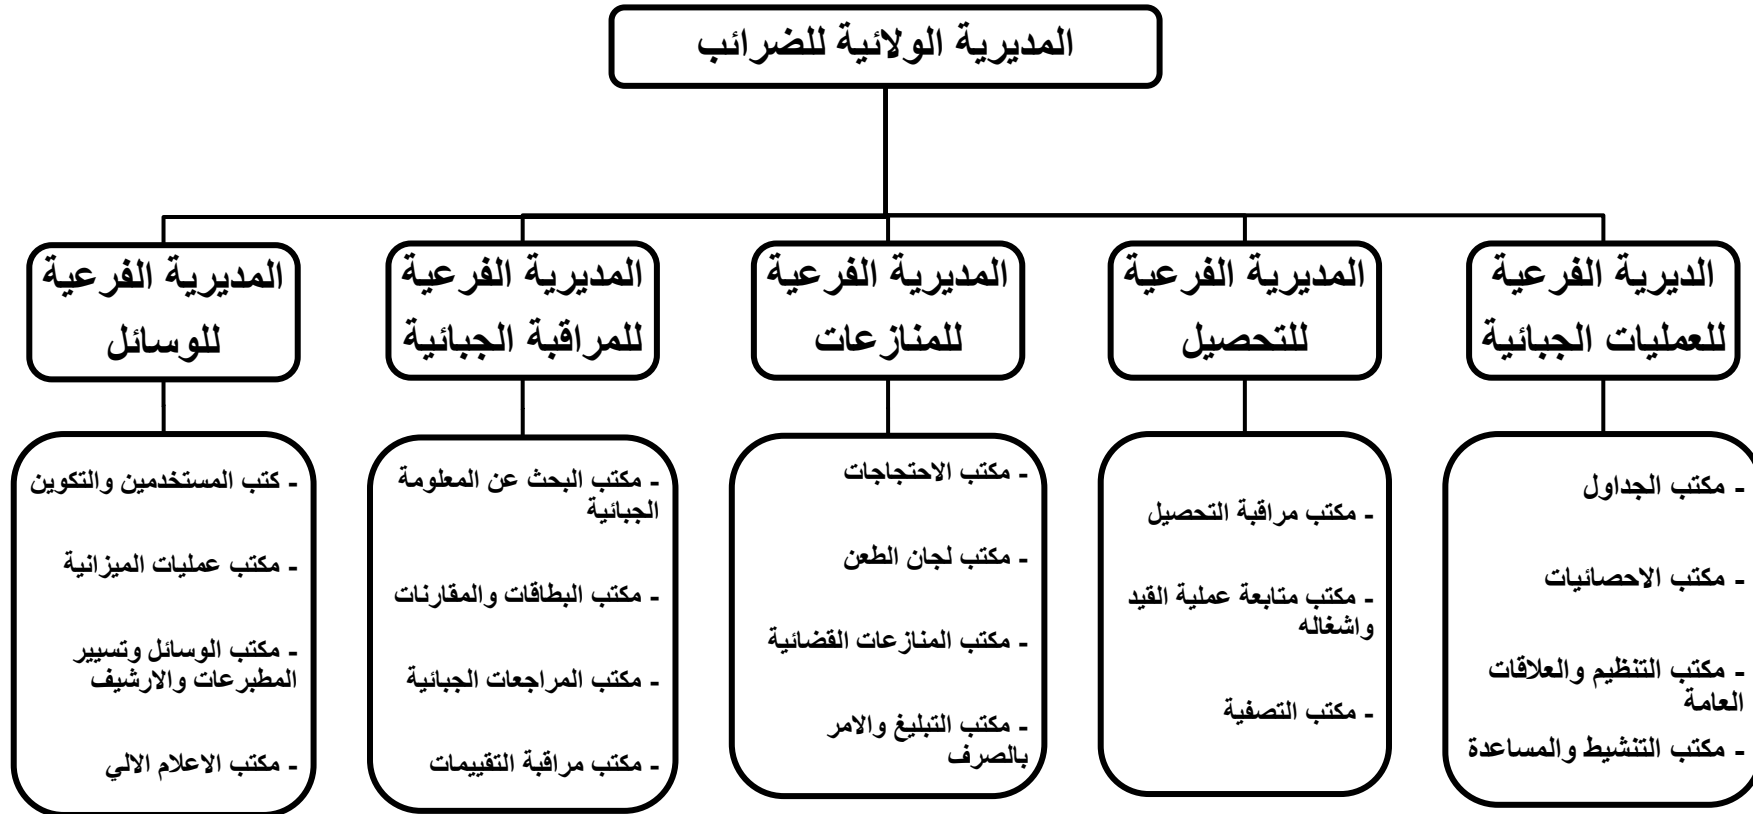 المديرية الولائية للضرائب
الديرية الفرعية
للعمليات الجبائية
المديرية الفرعية
للتحصيل
المديرية الفرعية
للمنازعات
المديرية الفرعية
للمراقبة الجبائية
المديرية الفرعية
للوسائل
- مكتب الجداول
- مكتب الاحصائيات
- مكتب التنظيم والعلاقات
العامة
- مكتب التنشيط والمساعدة
- مكتب مراقبة التحصيل
- مكتب متابعة عملية القيد
واشغاله
- مكتب التصفية
- مكتب الاحتجاجات
- مكتب لجان الطعن
- مكتب المنازعات القضائية
- مكتب التبليغ والامر
بالصرف
- مكتب البحث عن المعلومة
الجبائية
- مكتب البطاقات والمقارنات
- مكتب المراجعات الجبائية
- مكتب مراقبة التقييمات
- كتب المستخدمين والتكوين
- مكتب عمليات الميزانية
- مكتب الوسائل وتسيير
المطبرعات والارشيف
- مكتب الاعلام الالي